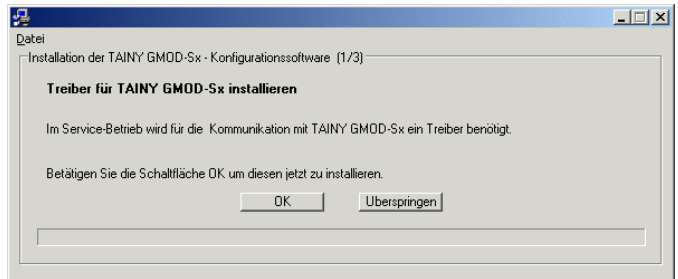 Datei
Installation der TAINY GMOD-Sx - Konfigurationssoftware (1/3)
Treiber für TAINY GMOD-Sx installieren
Im Service-Betrieb wird für die Kommunikation mit TAINY GMOD-Sx ein Treiber benötigt.
Betätigen Sie die Schaltfläche OK um diesen jetzt zu installieren.
OK Uberspringen